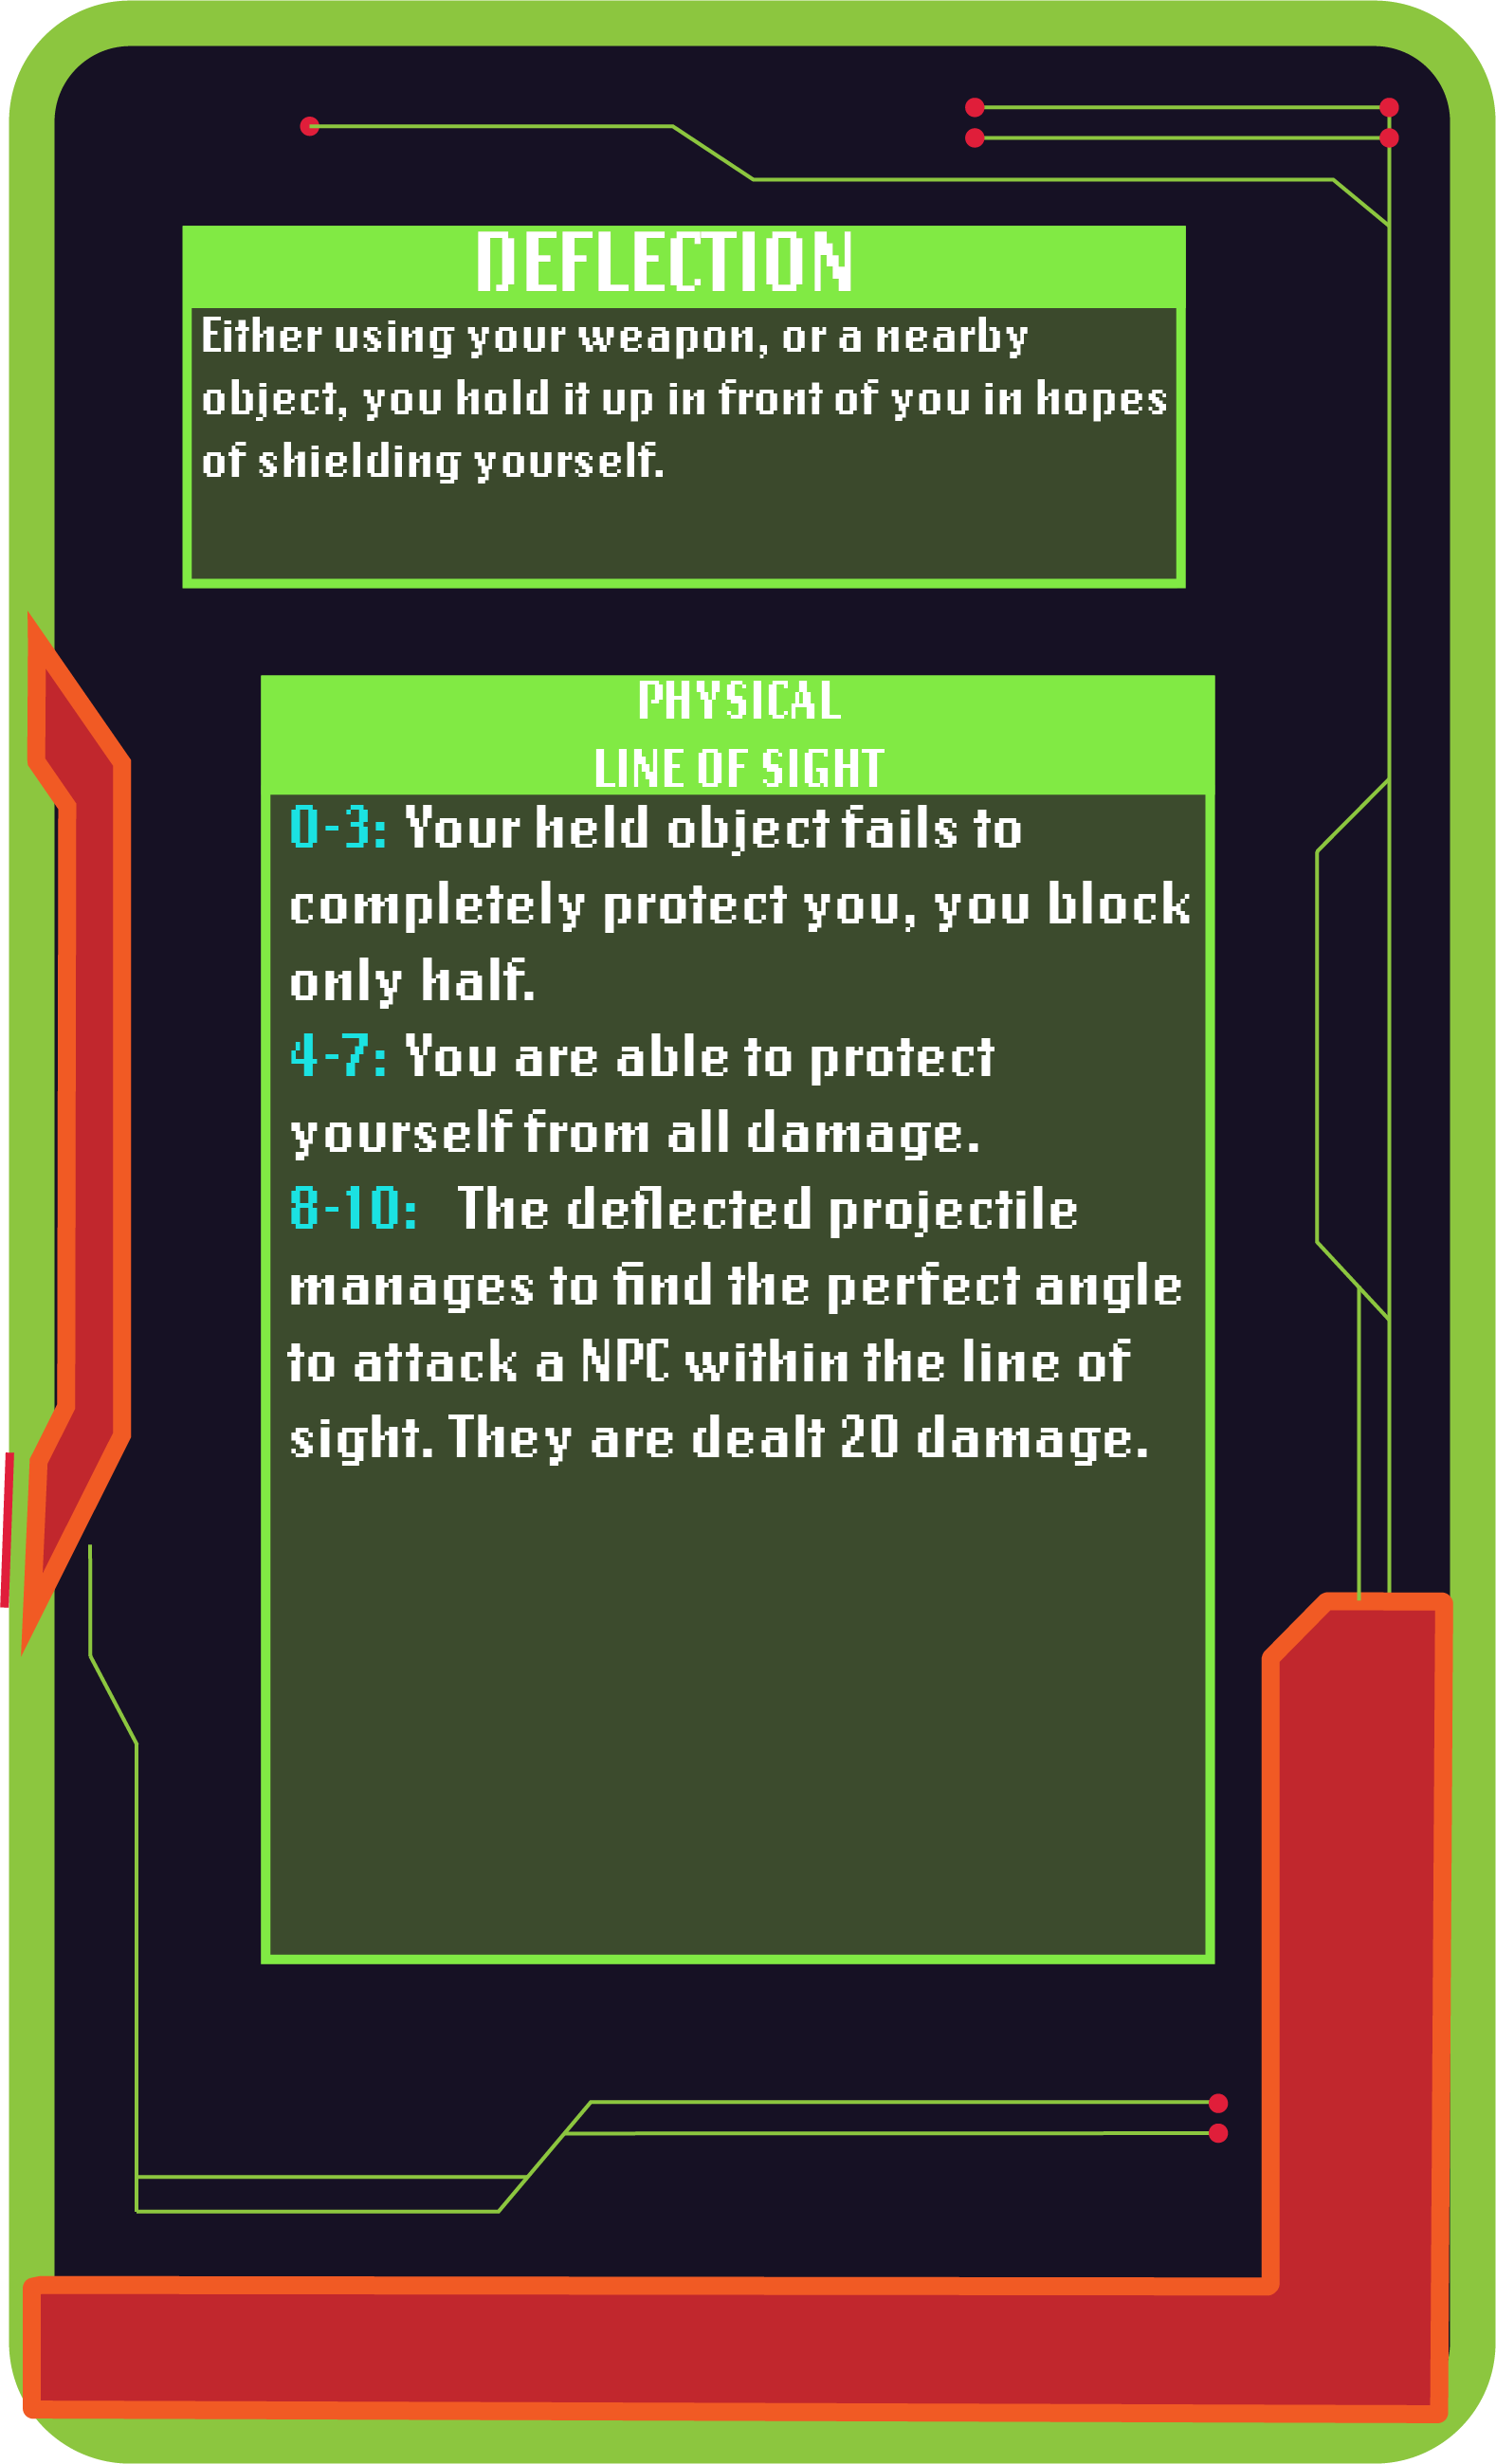 DEFLECTION
Either using your weapon, or a nearby
object, you hold it up in front of you in hopes
of shielding yourself.
PHYSICAL
LINE OF SIGHT
0-3: Your held object fails to
completely protect you, you block
only half.
4-7: You are able to protect
yourself from all damage.
8-10: The deflected projectile
manages to find the perfect angle
to attack a NPC within the line of
sight. They are dealt 20 damage.